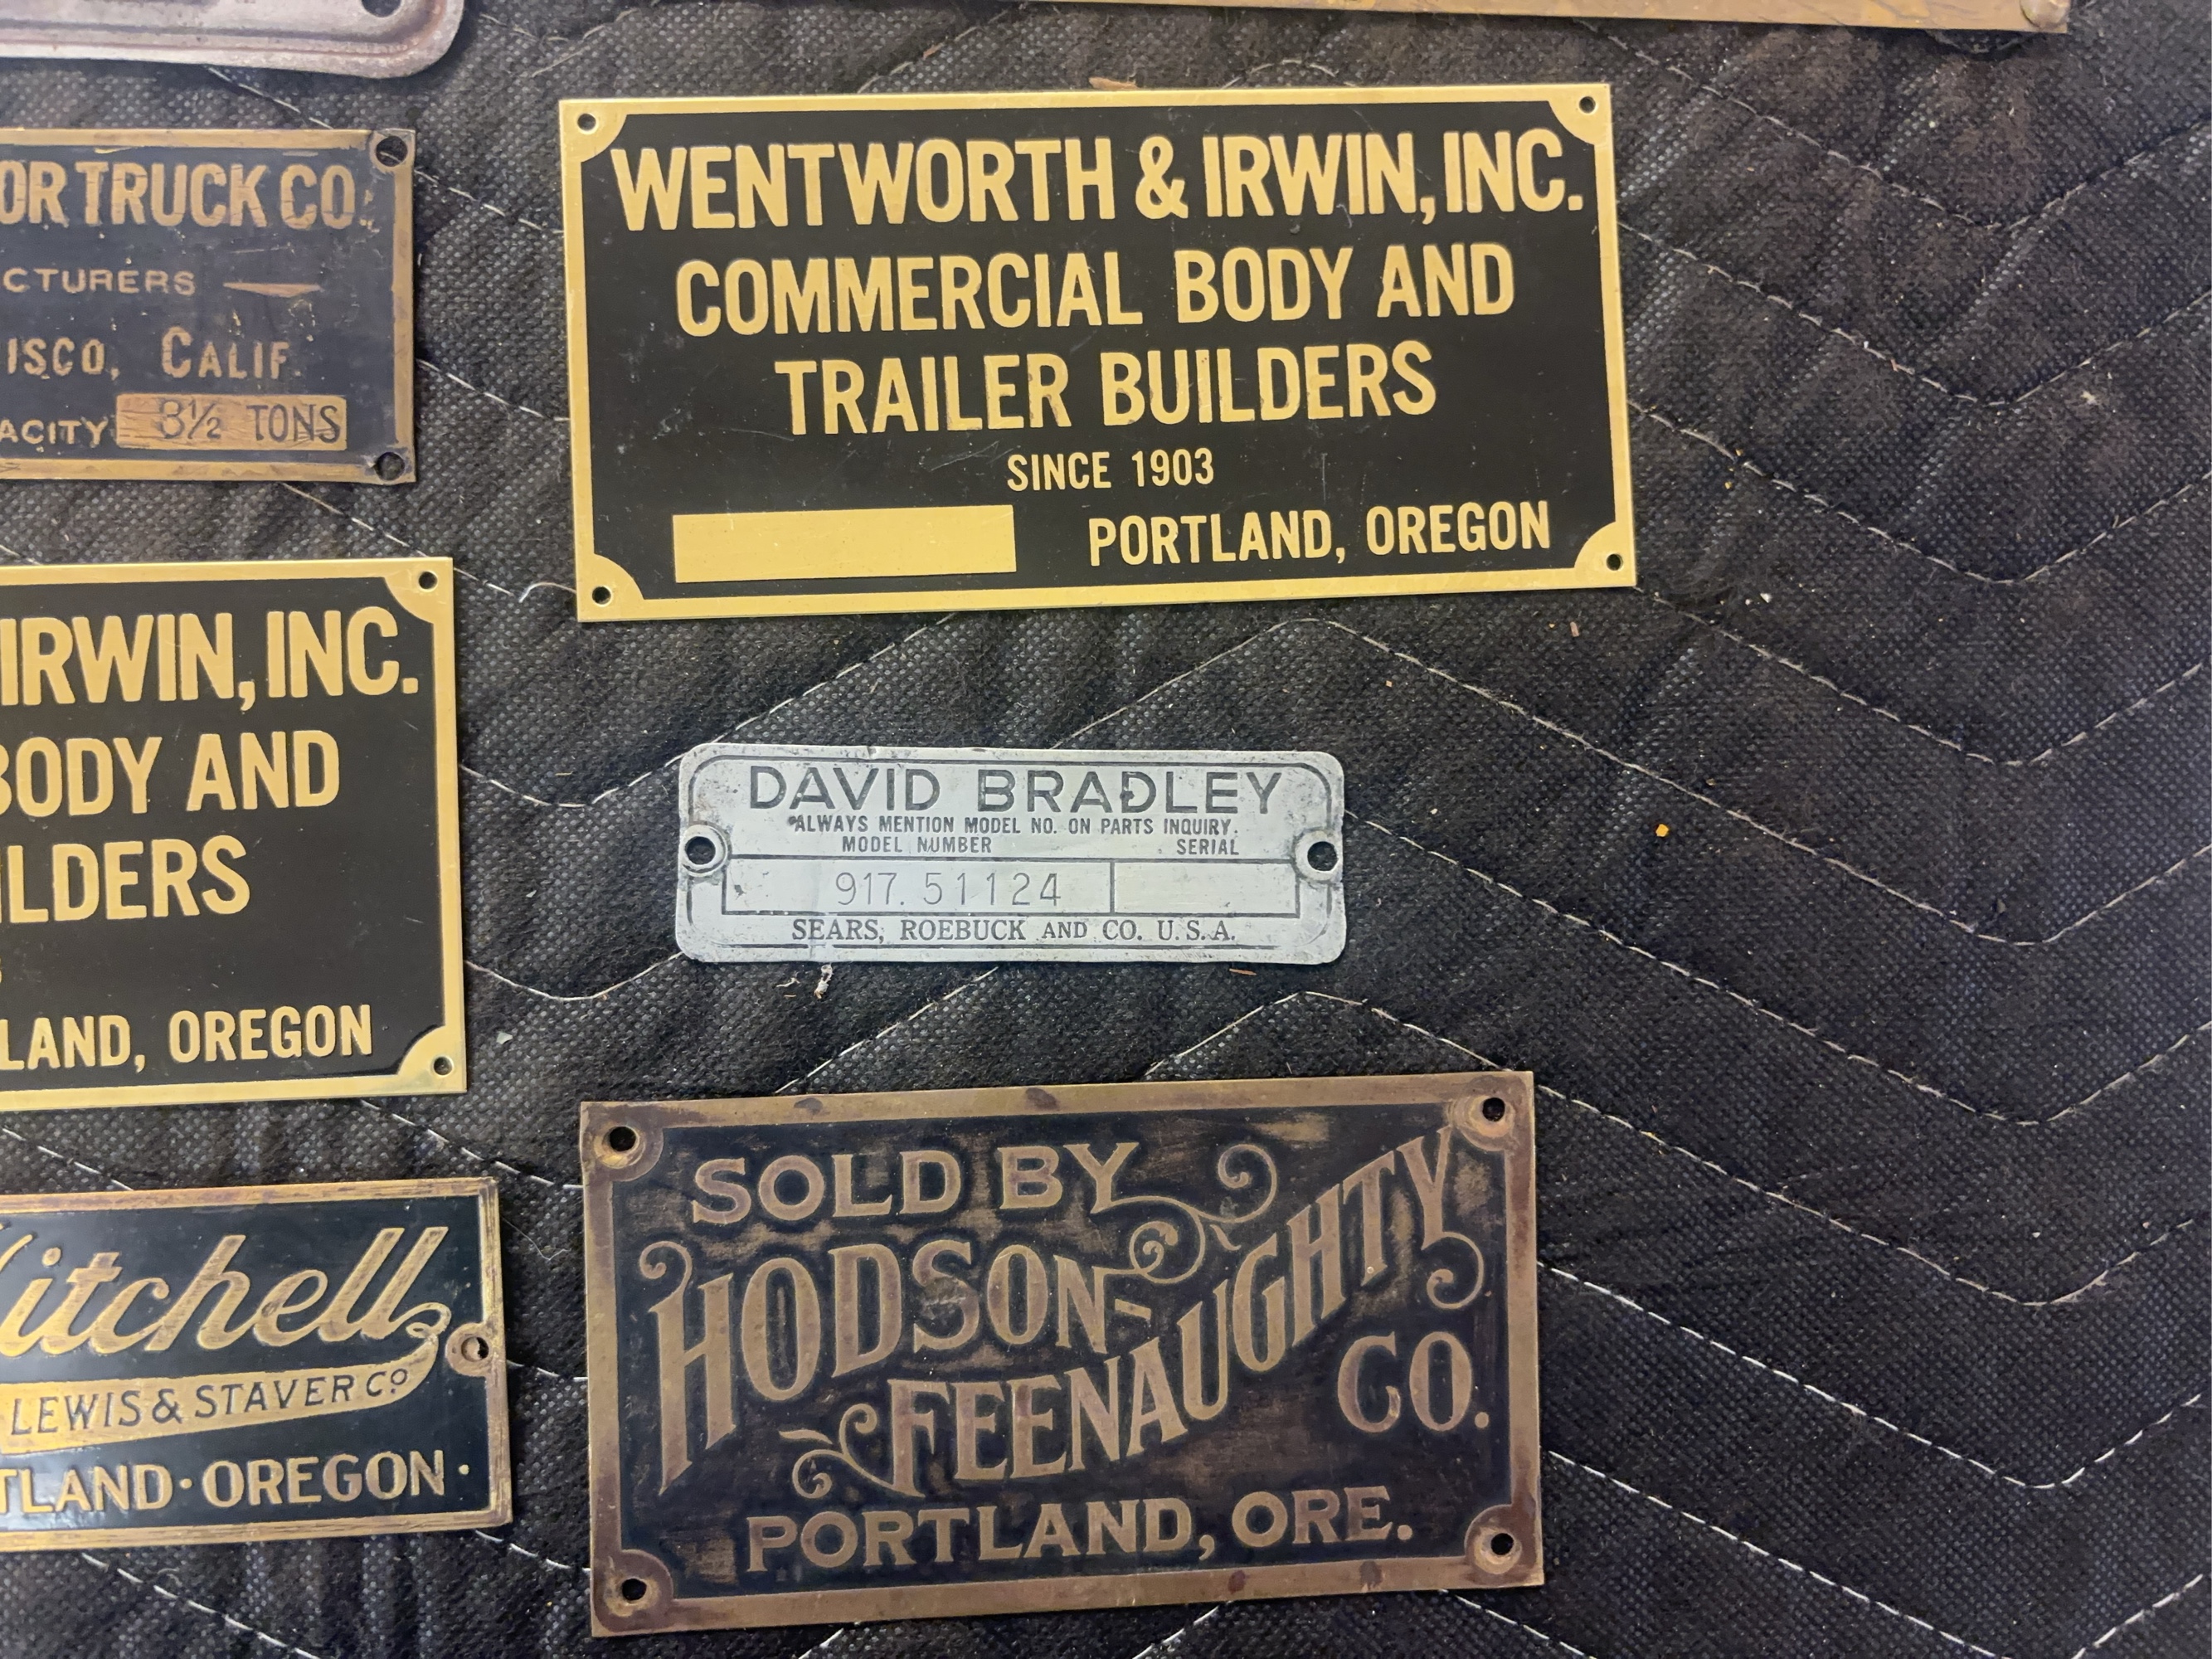 OR TRUCK CO.
CTURERS
ISCO, CALIF
ACITY 3½ TONS
WENTWORTH & IRWIN, INC.
COMMERCIAL BODY AND
TRAILER BUILDERS
SINCE 1903
PORTLAND, OREGON
IRWIN, INC.
BODY AND
ILDERS
LAND, OREGON
DAVID BRADLEY
ALWAYS MENTION MODEL NO. ON PARTS INQUIRY.
MODEL NUMBER SERIAL
917.51124
SEARS, ROEBUCK AND CO. U.S.A.
itchell
LEWIS & STAVER Co
TLAND·OREGON·
SOLD BY
HODSON-
FEENAUGHTY
CO.
PORTLAND, ORE.